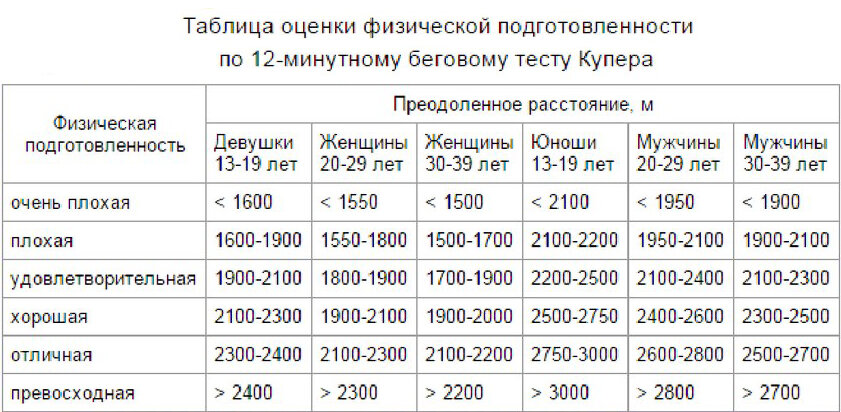 Таблица оценки физической подготовленности
по 12-минутному беговому тесту Купера
Физическая подготовленность
Преодоленное расстояние, м
Девушки 13-19 лет Женщины 20-29 лет Женщины 30-39 лет Юноши 13-19 лет Мужчины 20-29 лет Мужчины 30-39 лет
очень плохая < 1600 < 1550 < 1500 < 2100 < 1950 < 1900
плохая 1600-1900 1550-1800 1500-1700 2100-2200 1950-2100 1900-2100
удовлетворительная 1900-2100 1800-1900 1700-1900 2200-2500 2100-2400 2100-2300
хорошая 2100-2300 1900-2100 1900-2000 2500-2750 2400-2600 2300-2500
отличная 2300-2400 2100-2300 2100-2200 2750-3000 2600-2800 2500-2700
превосходная > 2400 > 2300 > 2200 > 3000 > 2800 > 2700